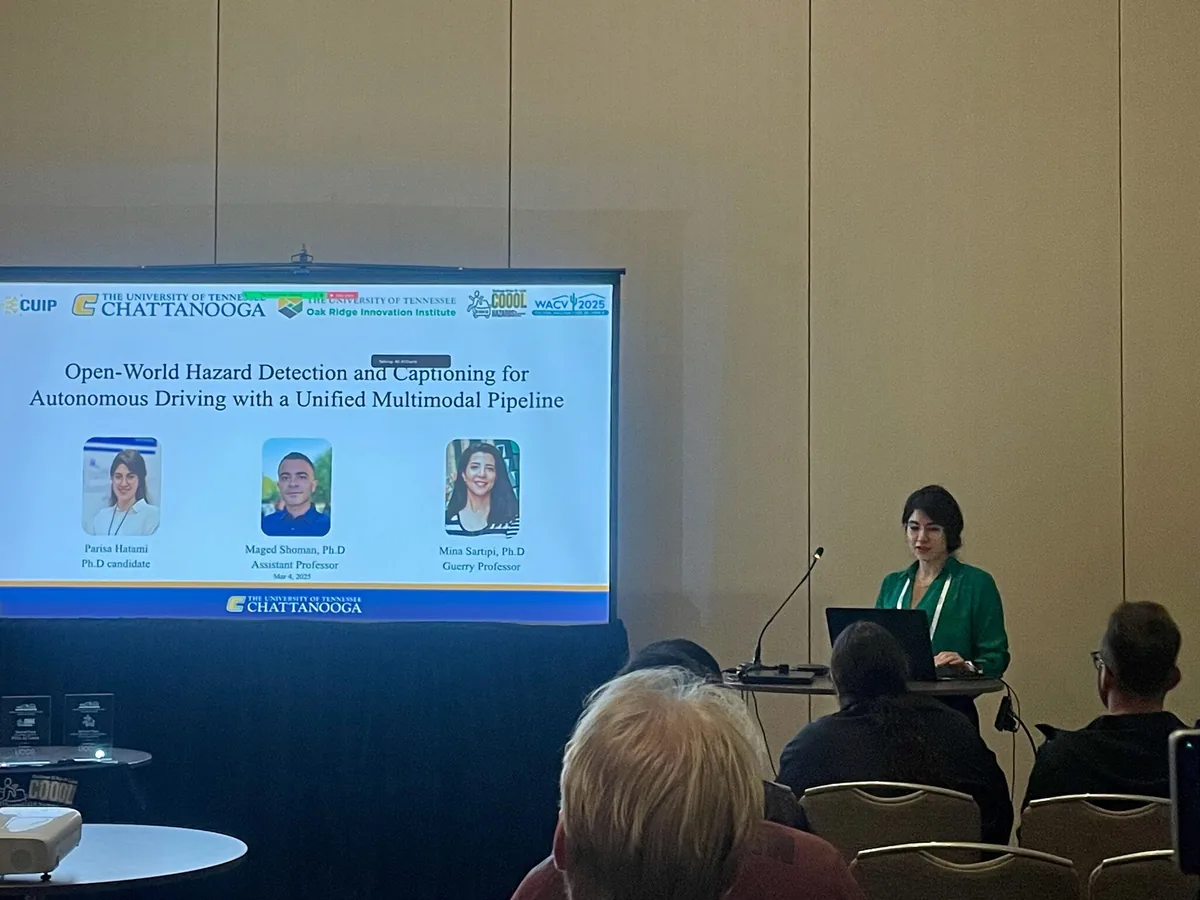 CUIP
THE UNIVERSITY OF TENNESSEE
CHATTANOOGA
THE UNIVERSITY OF TENNESSEE
Oak Ridge Innovation Institute
COOOL
WACV 2025
Open-World Hazard Detection and Captioning for
Autonomous Driving with a Unified Multimodal Pipeline
Parisa Hatami
Ph.D candidate
Maged Shoman, Ph.D
Assistant Professor
Mar 4, 2025
Mina Sartipi, Ph.D
Guerry Professor
THE UNIVERSITY OF TENNESSEE
CHATTANOOGA
COOOL